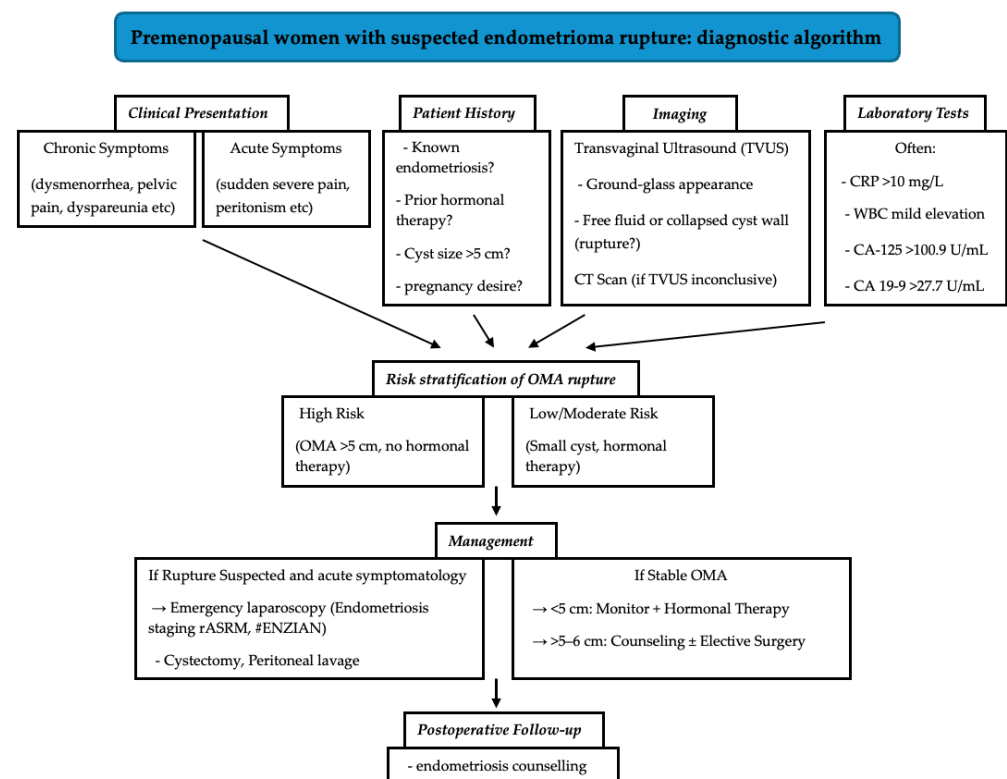 Premenopausal women with suspected endometrioma rupture: diagnostic algorithm
Clinical Presentation
Chronic Symptoms
(dysmenorrhea, pelvic
pain, dyspareunia etc)
Acute Symptoms
(sudden severe pain,
peritonism etc)
Patient History
- Known
endometriosis?
- Prior hormonal
therapy?
- Cyst size >5 cm?
- pregnancy desire?
Imaging
Transvaginal Ultrasound (TVUS)
- Ground-glass appearance
- Free fluid or collapsed cyst wall
(rupture?)
CT Scan (if TVUS inconclusive)
Laboratory Tests
Often:
- CRP >10 mg/L
- WBC mild elevation
- CA-125 >100.9 U/mL
- CA 19-9 >27.7 U/mL
Risk stratification of OMA rupture
High Risk
(OMA >5 cm, no hormonal
therapy)
Low/Moderate Risk
(Small cyst, hormonal
therapy)
Management
If Rupture Suspected and acute symptomatology
→ Emergency laparoscopy (Endometriosis
staging rASRM, #ENZIAN)
- Cystectomy, Peritoneal lavage
If Stable OMA
→ <5 cm: Monitor + Hormonal Therapy
→ >5–6 cm: Counseling ± Elective Surgery
Postoperative Follow-up
- endometriosis counselling